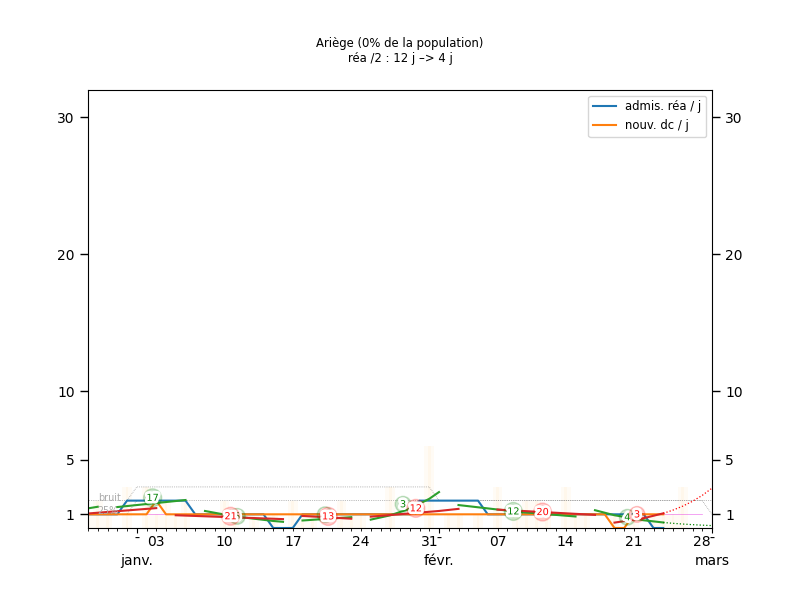 Ariège (0% de la population)
réa /2 : 12 j –> 4 j
admis. réa / j
nouv. dc / j
30 30
20 20
10 10
5 5
1 1
bruit
17
21
13
3
12
12
20
4
3
03 10 17 24 31 07 14 21 28
janv. févr. mars